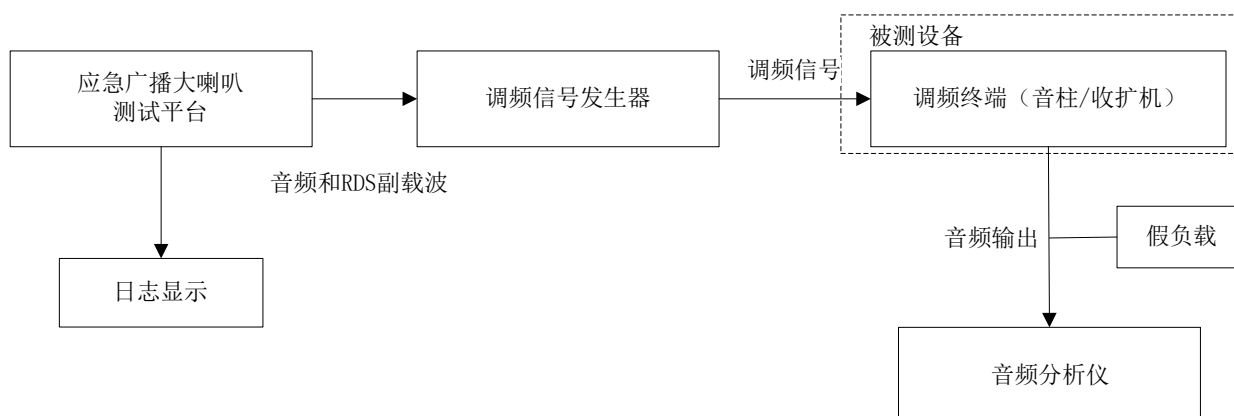 被测设备
应急广播大喇叭
测试平台
调频信号发生器
调频信号
调频终端（音柱/收扩机）
音频和RDS副载波
音频输出
假负载
日志显示
音频分析仪